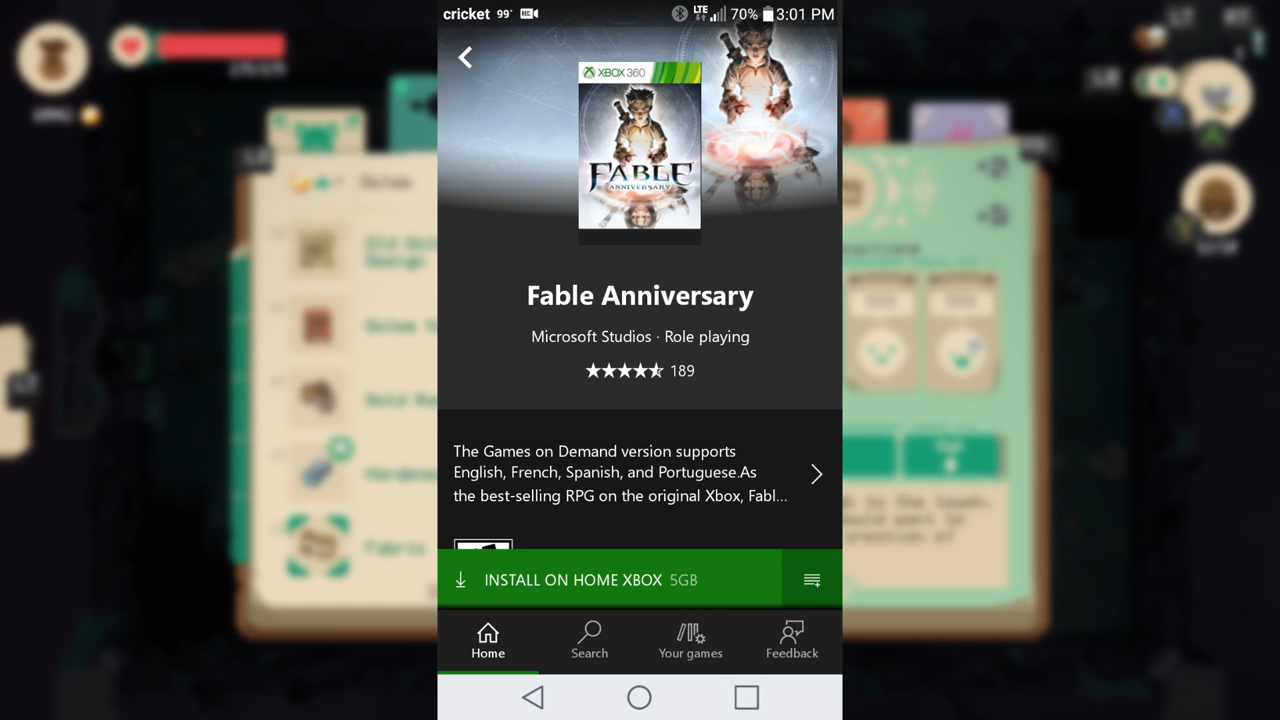 cricket 99° REC LTE 70% 3:01 PM
XBOX 360
FABLE
ANNIVERSARY
Fable Anniversary
Microsoft Studios · Role playing
189
The Games on Demand version supports
English, French, Spanish, and Portuguese.As
the best-selling RPG on the original Xbox, Fabl...
INSTALL ON HOME XBOX 5GB
Home Search Your games Feedback